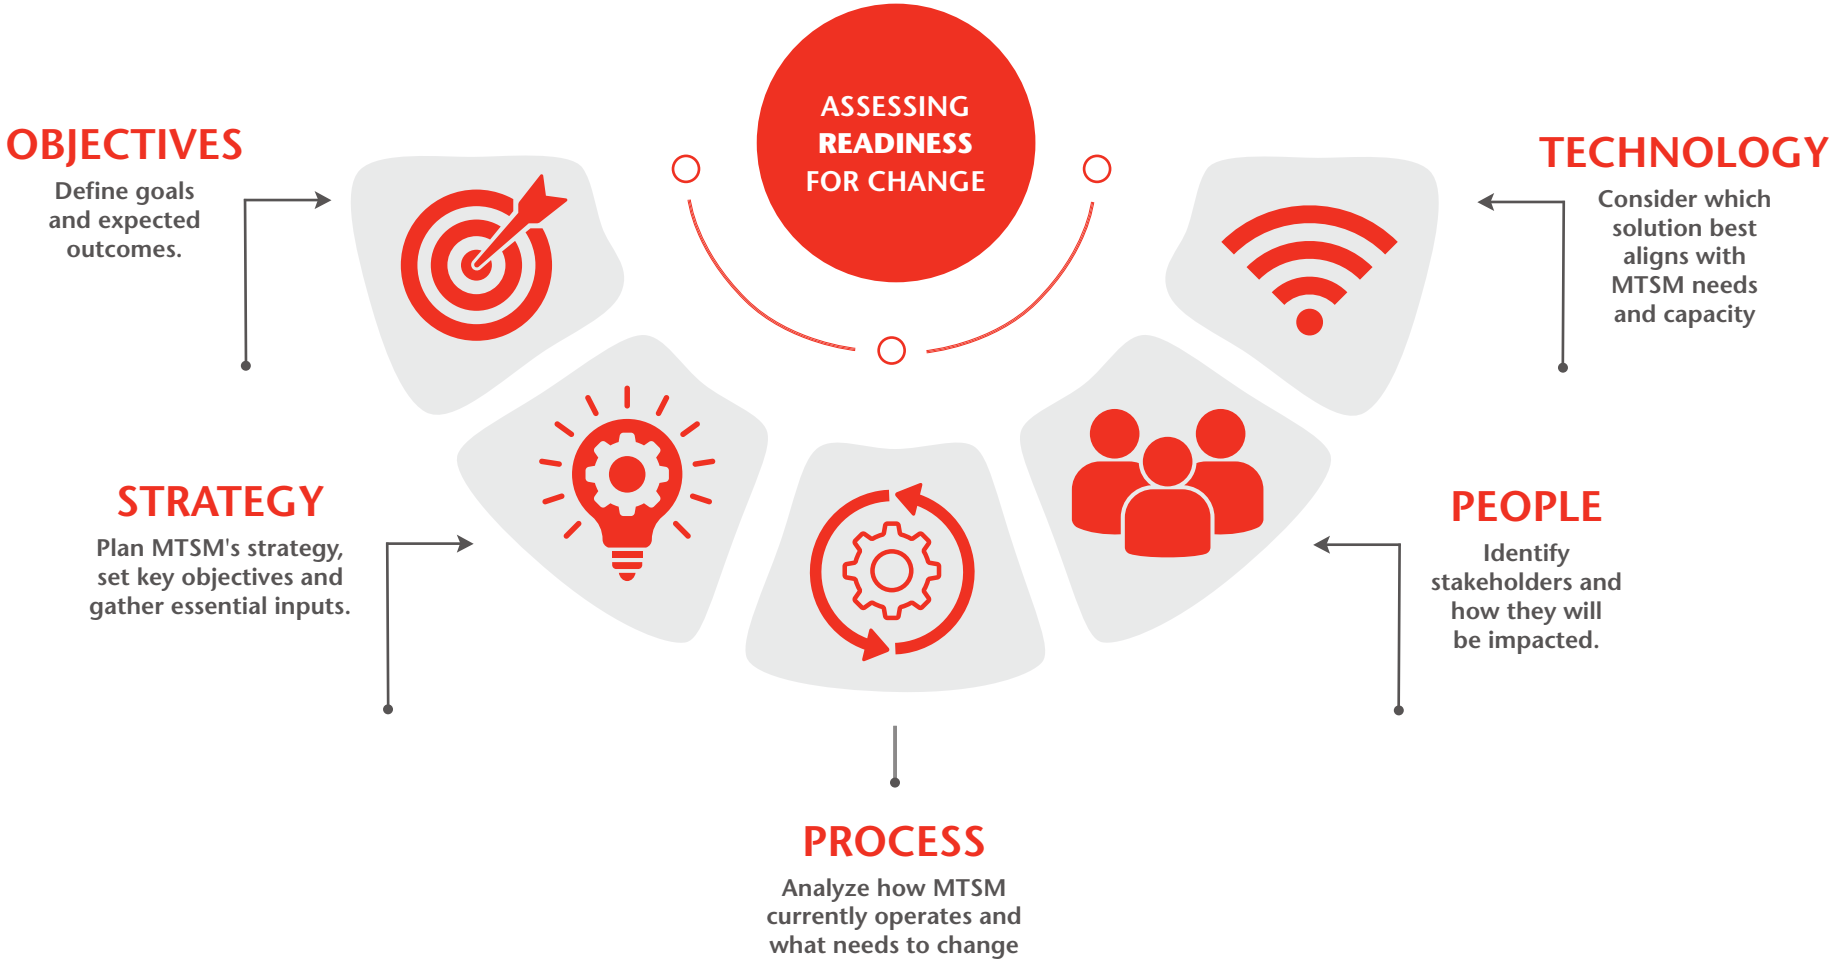 ASSESSING
READINESS
FOR CHANGE
OBJECTIVES
Define goals
and expected
outcomes.
STRATEGY
Plan MTSM's strategy,
set key objectives and
gather essential inputs.
PROCESS
Analyze how MTSM
currently operates and
what needs to change
PEOPLE
Identify
stakeholders and
how they will
be impacted.
TECHNOLOGY
Consider which
solution best
aligns with
MTSM needs
and capacity